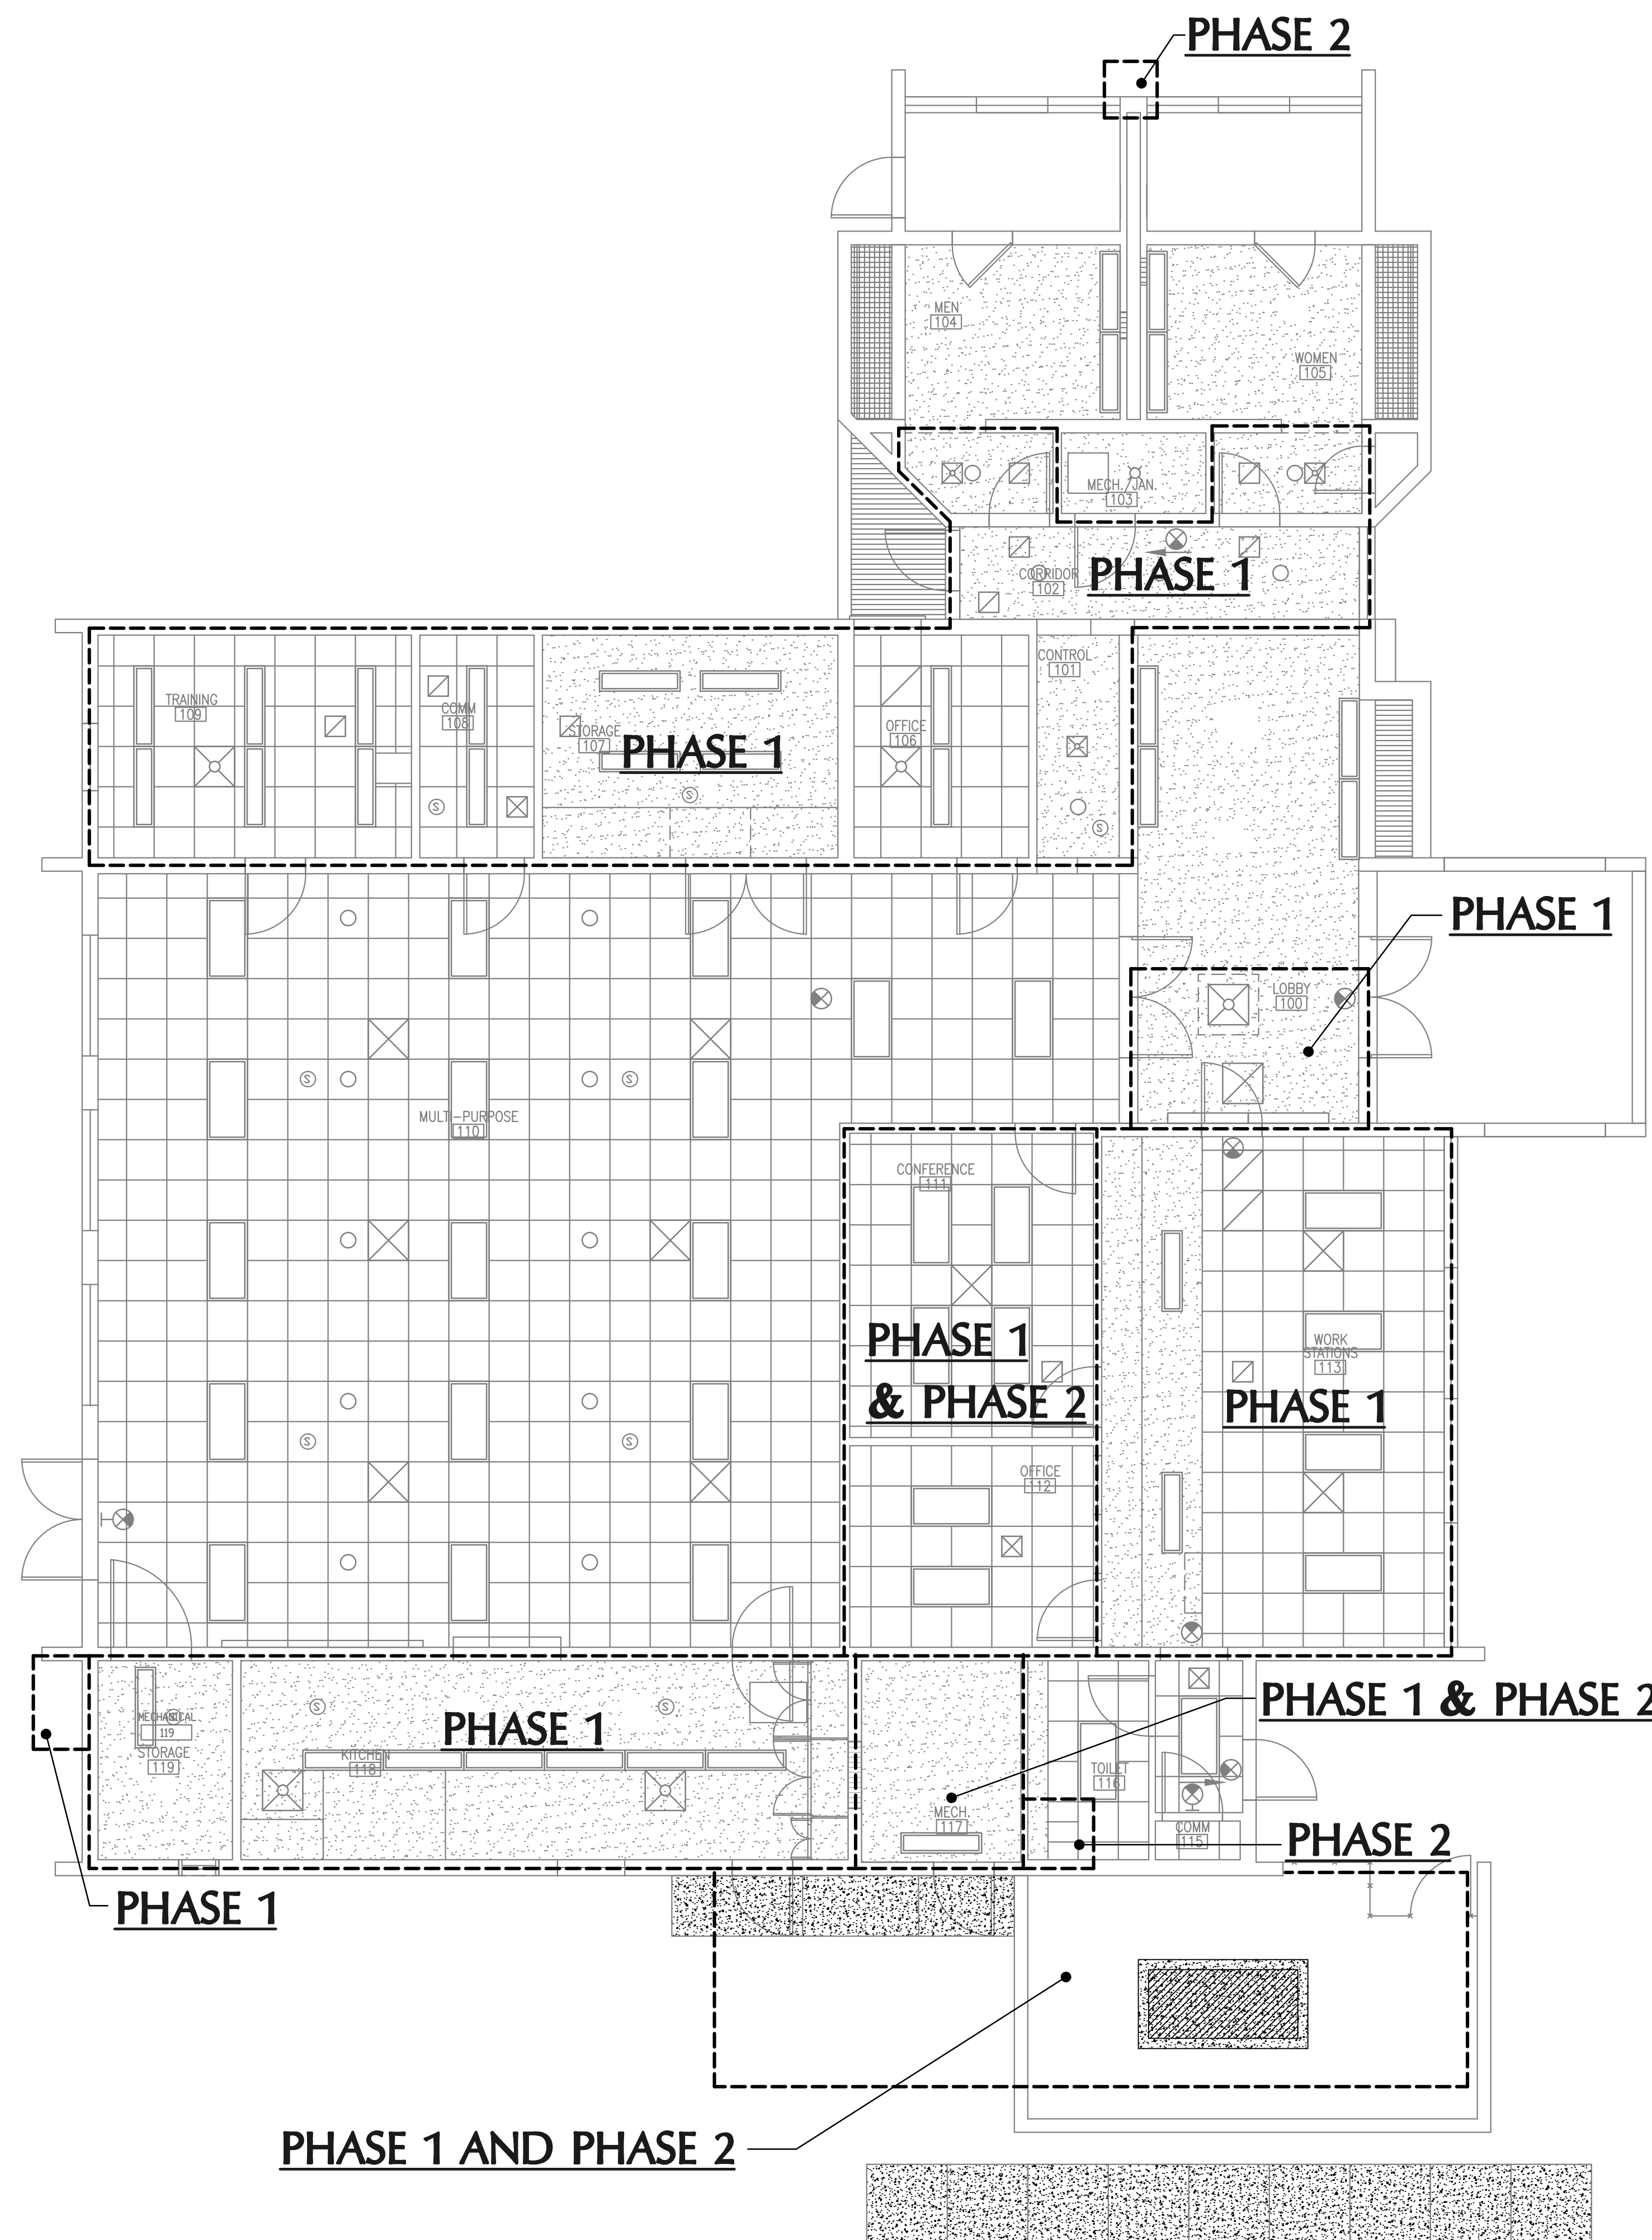 PHASE 2
MEN
104
WOMEN
105
MECH./JAN.
103
CORRIDOR
102
PHASE 1
CONTROL
101
TRAINING
109
COMM
108
STORAGE
107
PHASE 1
OFFICE
106
PHASE 1
LOBBY
100
S
S
S
S
MULTI-PURPOSE
110
CONFERENCE
111
PHASE 1
& PHASE 2
WORK
STATIONS
113
PHASE 1
S
S
OFFICE
112
PHASE 1 & PHASE 2
S
S
MECHANICAL
119
STORAGE
119
PHASE 1
KITCHEN
118
TOILET
116
MECH.
117
COMM
115
PHASE 2
PHASE 1
PHASE 1 AND PHASE 2